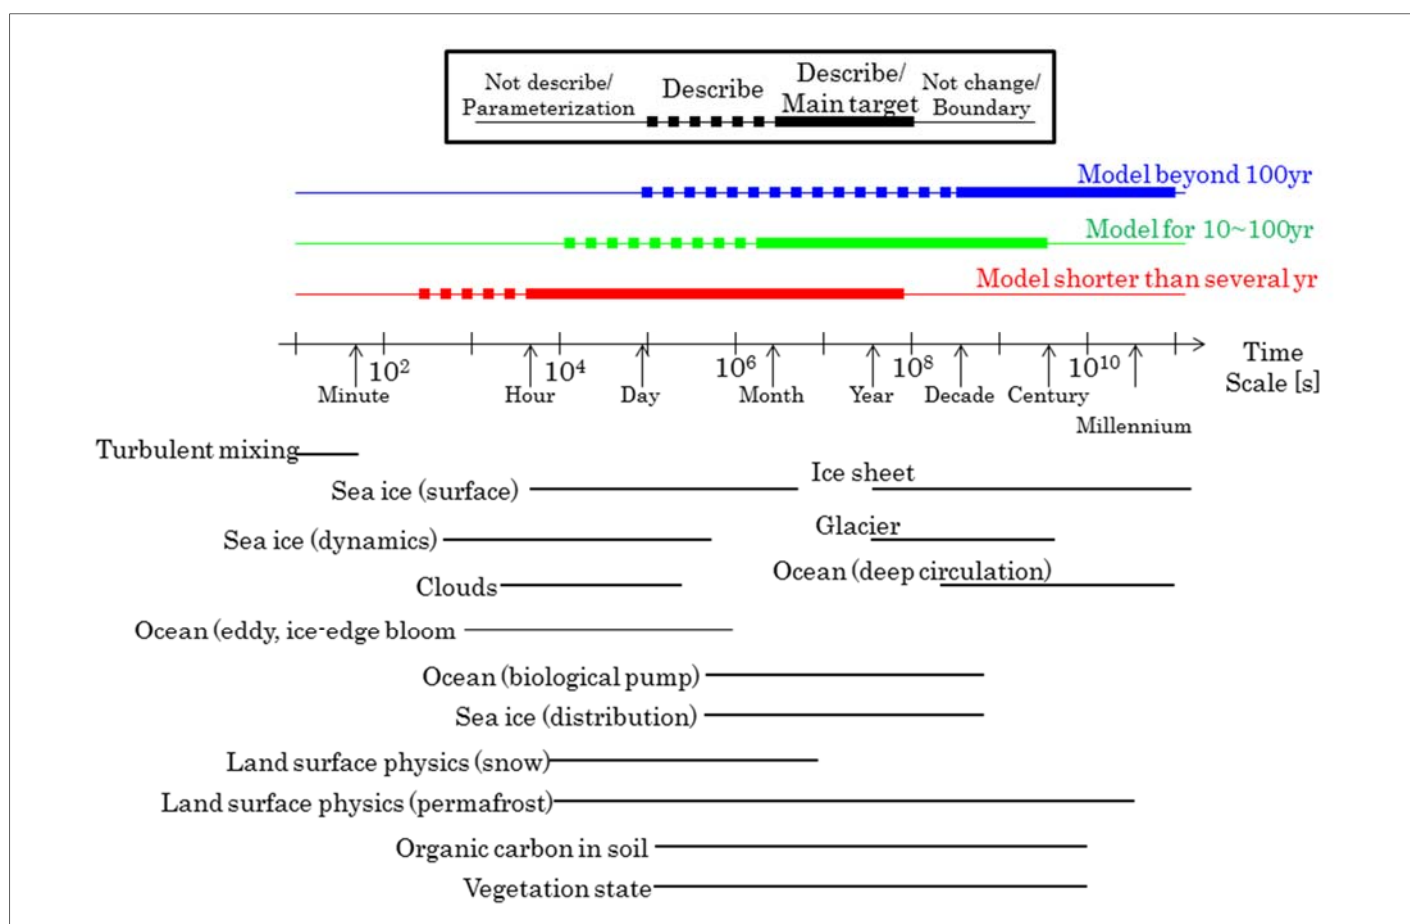 Not describe/
Parameterization
Describe
Describe/
Main target
Not change/
Boundary
Model beyond 100yr
Model for 10~100yr
Model shorter than several yr
10² 10⁴ 10⁶ 10⁸ 10¹⁰
Time
Scale [s]
Minute Hour Day Month Year Decade Century
Millennium
Turbulent mixing
Ice sheet
Sea ice (surface)
Glacier
Sea ice (dynamics)
Ocean (deep circulation)
Clouds
Ocean (eddy, ice-edge bloom
Ocean (biological pump)
Sea ice (distribution)
Land surface physics (snow)
Land surface physics (permafrost)
Organic carbon in soil
Vegetation state